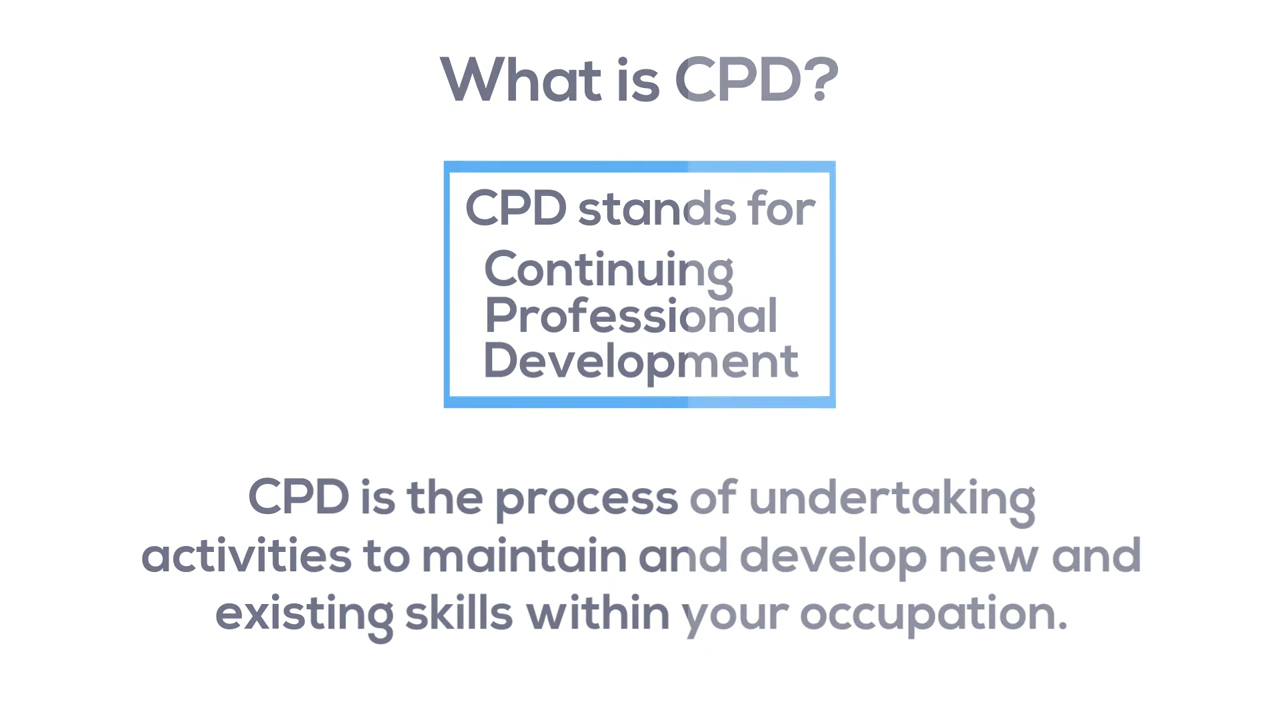 What is CPD?
CPD stands for
Continuing
Professional
Development
CPD is the process of undertaking
activities to maintain and develop new and
existing skills within your occupation.